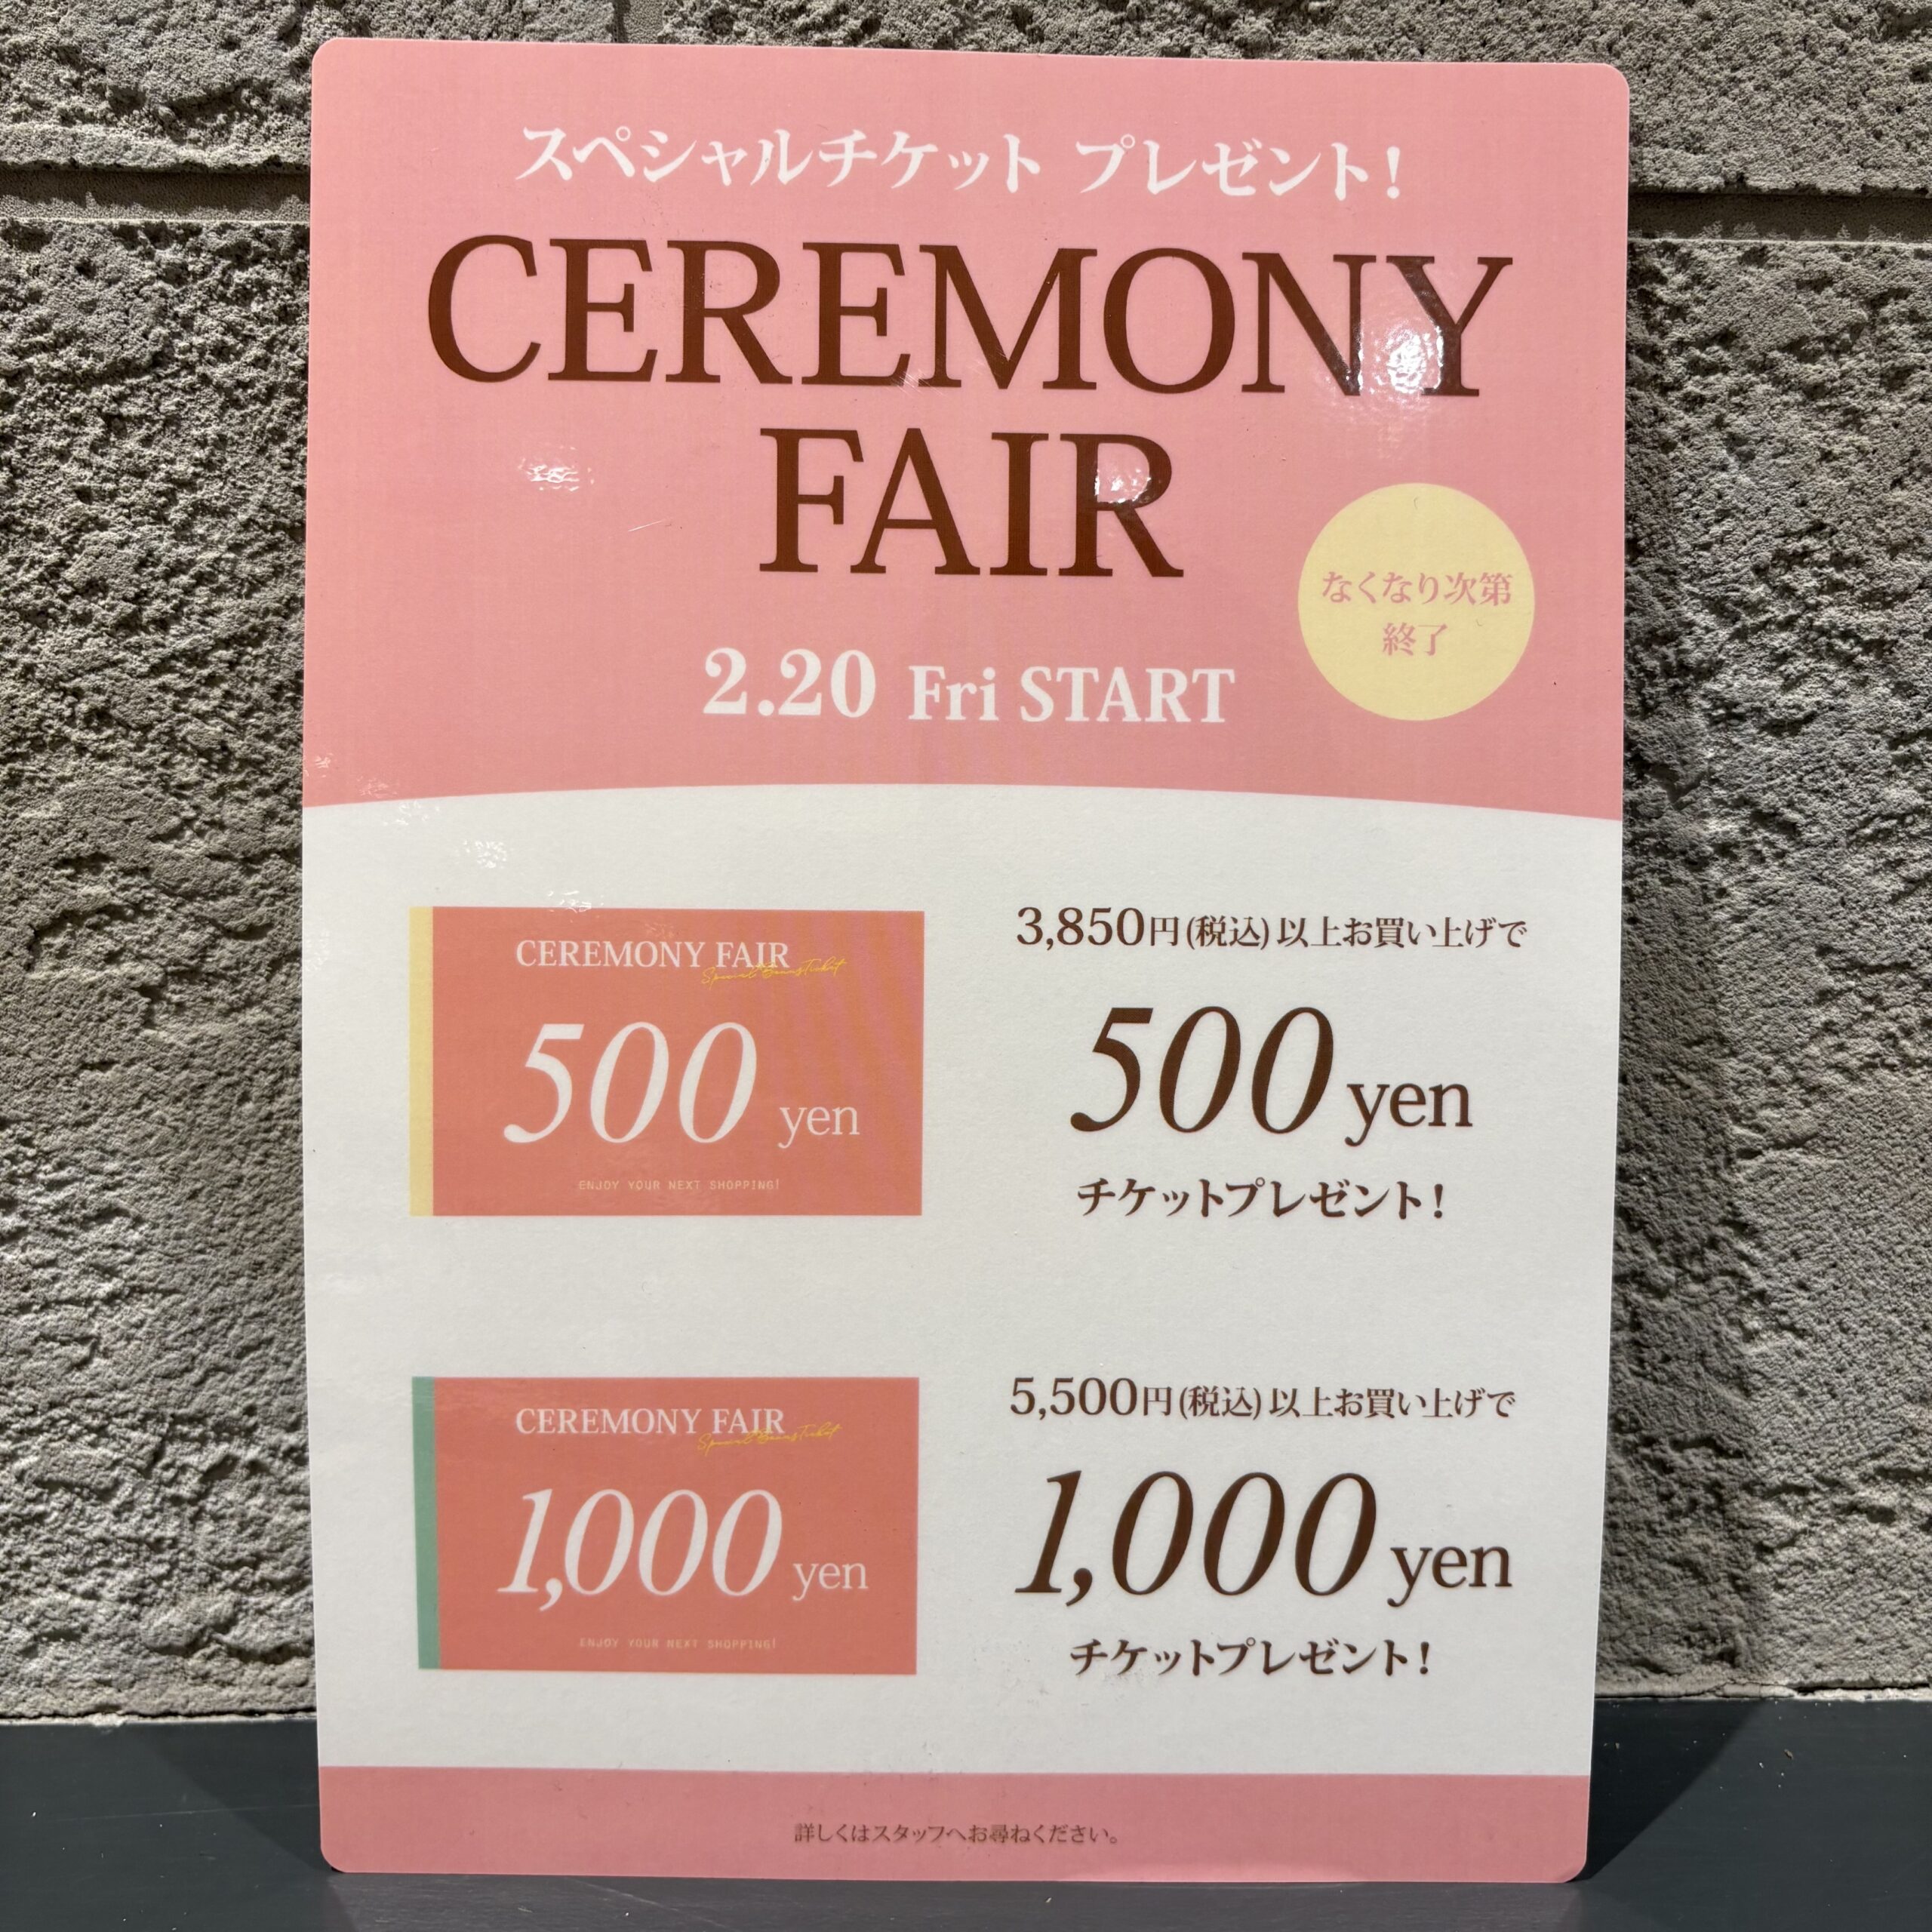 スペシャルチケット プレゼント!
CEREMONY
FAIR
なくなり次第
終了
2.20 Fri START
CEREMONY FAIR
Special Bonus Ticket
500 yen
ENJOY YOUR NEXT SHOPPING!
3,850円(税込)以上お買い上げで
500 yen
チケットプレゼント!
CEREMONY FAIR
Special Bonus Ticket
1,000 yen
ENJOY YOUR NEXT SHOPPING!
5,500円(税込)以上お買い上げで
1,000 yen
チケットプレゼント!
詳しくはスタッフへお尋ねください。